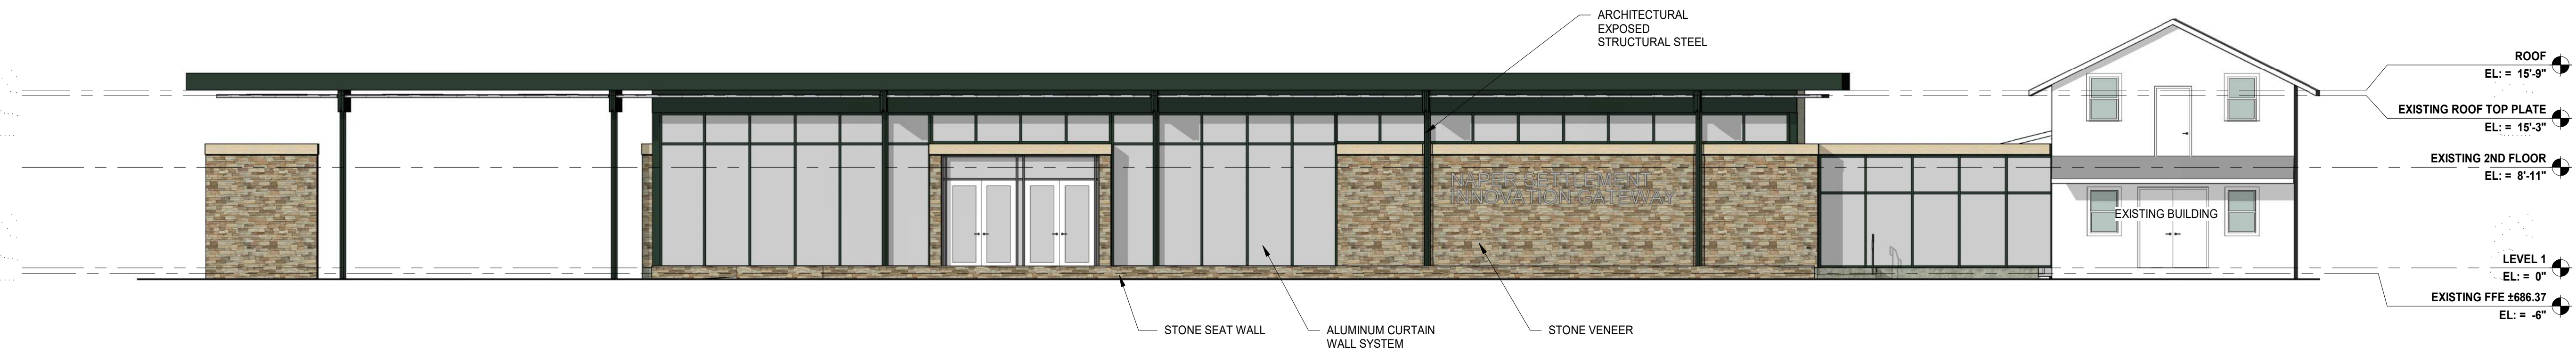 ARCHITECTURAL
EXPOSED
STRUCTURAL STEEL
ROOF
EL: = 15'-9"
EXISTING ROOF TOP PLATE
EL: = 15'-3"
EXISTING 2ND FLOOR
EL: = 8'-11"
NAPER SETTLEMENT
INNOVATION GATEWAY
EXISTING BUILDING
LEVEL 1
EL: = 0"
EXISTING FFE ±686.37
EL: = -6"
STONE SEAT WALL
ALUMINUM CURTAIN
WALL SYSTEM
STONE VENEER